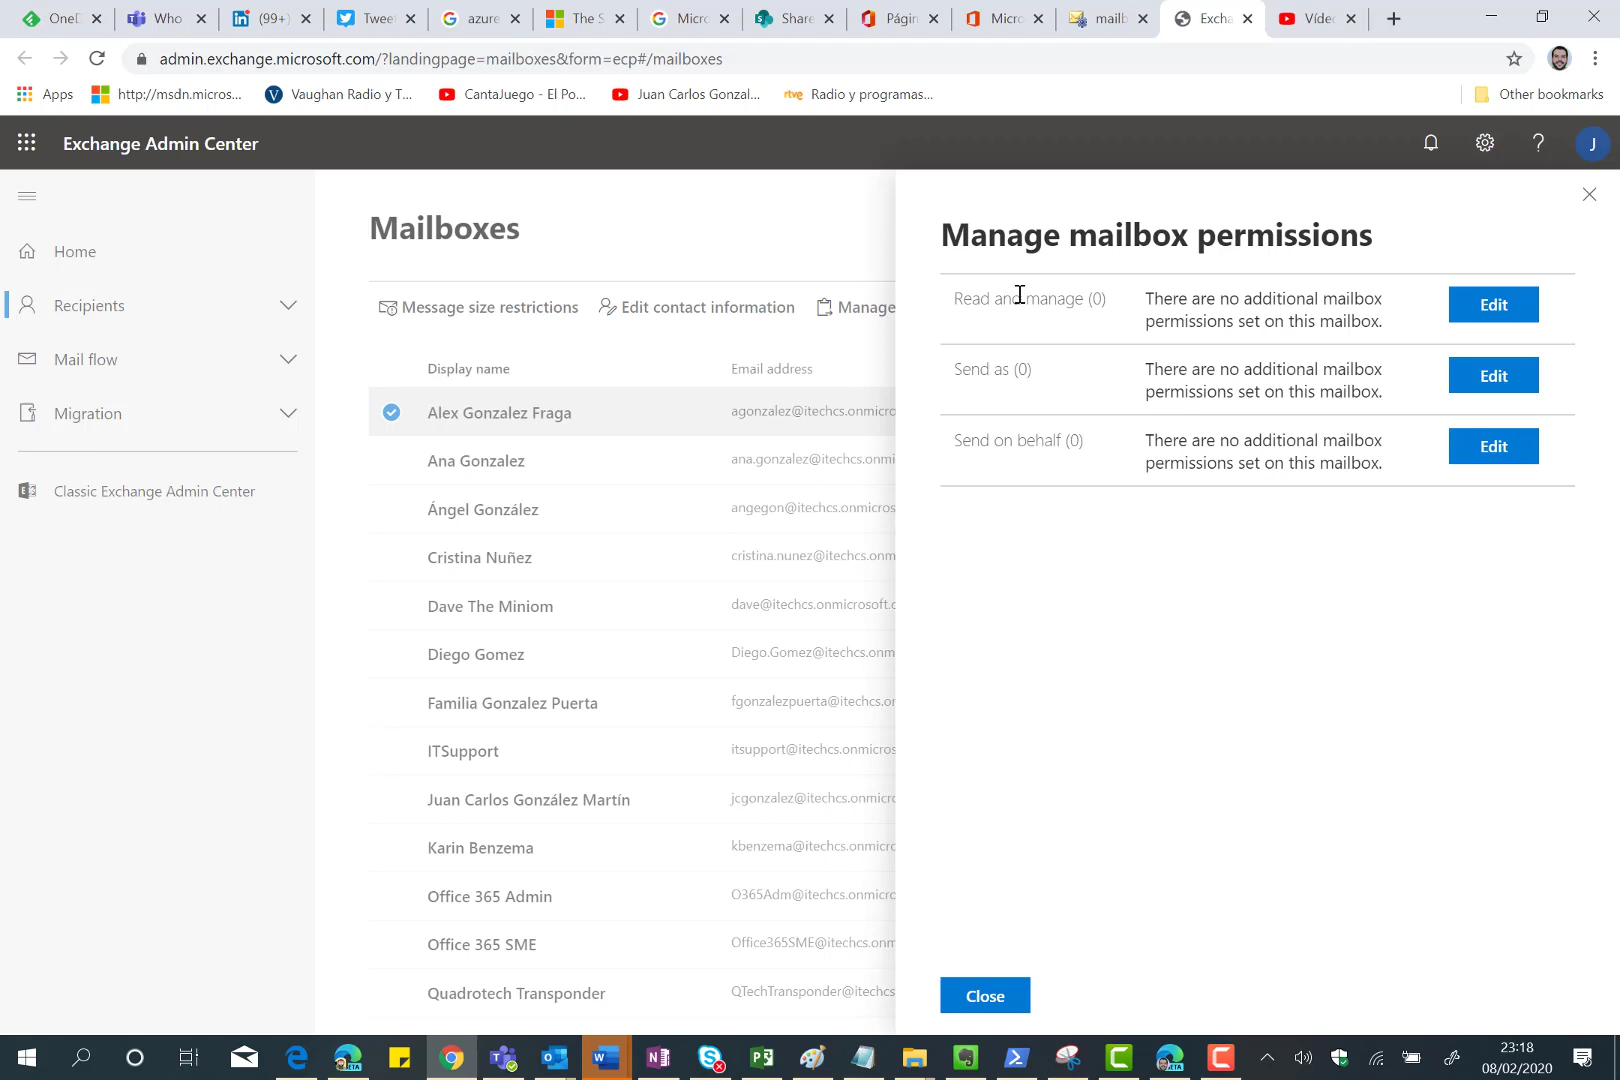 OneD
Who
(99+)
Tweet
azure
The S
Micro
Share
Págin
Micro
mailb
Excha
Víde
admin.exchange.microsoft.com/?landingpage=mailboxes&form=ecp#/mailboxes
Apps
http://msdn.micros...
Vaughan Radio y T...
CantaJuego - El Po...
Juan Carlos Gonzal...
rtve
Radio y programas...
Other bookmarks
Exchange Admin Center
J
Home
Recipients
Mail flow
Migration
Classic Exchange Admin Center
Mailboxes
Message size restrictions
Edit contact information
Manage
Display name
Email address
Alex Gonzalez Fraga
agonzalez@itechcs.onmicro
Ana Gonzalez
ana.gonzalez@itechcs.onmi
Ángel González
angegon@itechcs.onmicros
Cristina Nuñez
cristina.nunez@itechcs.onm
Dave The Miniom
dave@itechcs.onmicrosoft.c
Diego Gomez
Diego.Gomez@itechcs.onm
Familia Gonzalez Puerta
fgonzalezpuerta@itechcs.or
ITSupport
itsupport@itechcs.onmicros
Juan Carlos González Martín
jcgonzalez@itechcs.onmicro
Karin Benzema
kbenzema@itechcs.onmicro
Office 365 Admin
O365Adm@itechcs.onmicro
Office 365 SME
Office365SME@itechcs.onm
Quadrotech Transponder
QTechTransponder@itechcs
Manage mailbox permissions
Read and manage (0)
There are no additional mailbox
permissions set on this mailbox.
Edit
Send as (0)
There are no additional mailbox
permissions set on this mailbox.
Edit
Send on behalf (0)
There are no additional mailbox
permissions set on this mailbox.
Edit
Close
23:18
08/02/2020